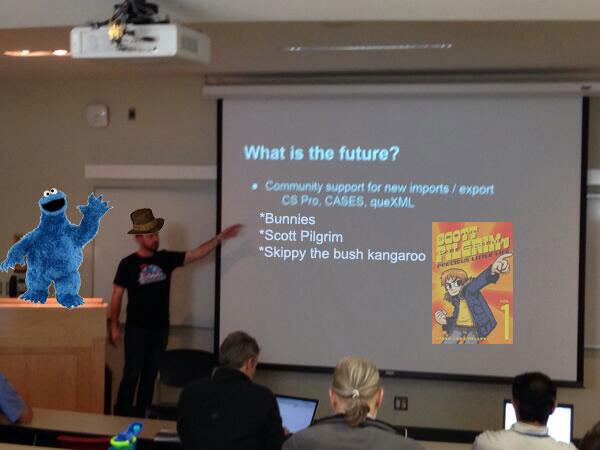 What is the future?
• Community support for new imports / export
CS Pro, CASES, queXML
*Bunnies
*Scott Pilgrim
*Skippy the bush kangaroo
SCOTT
PILGRIM'S
PRECIOUS LITTLE LIFE
VOL
1